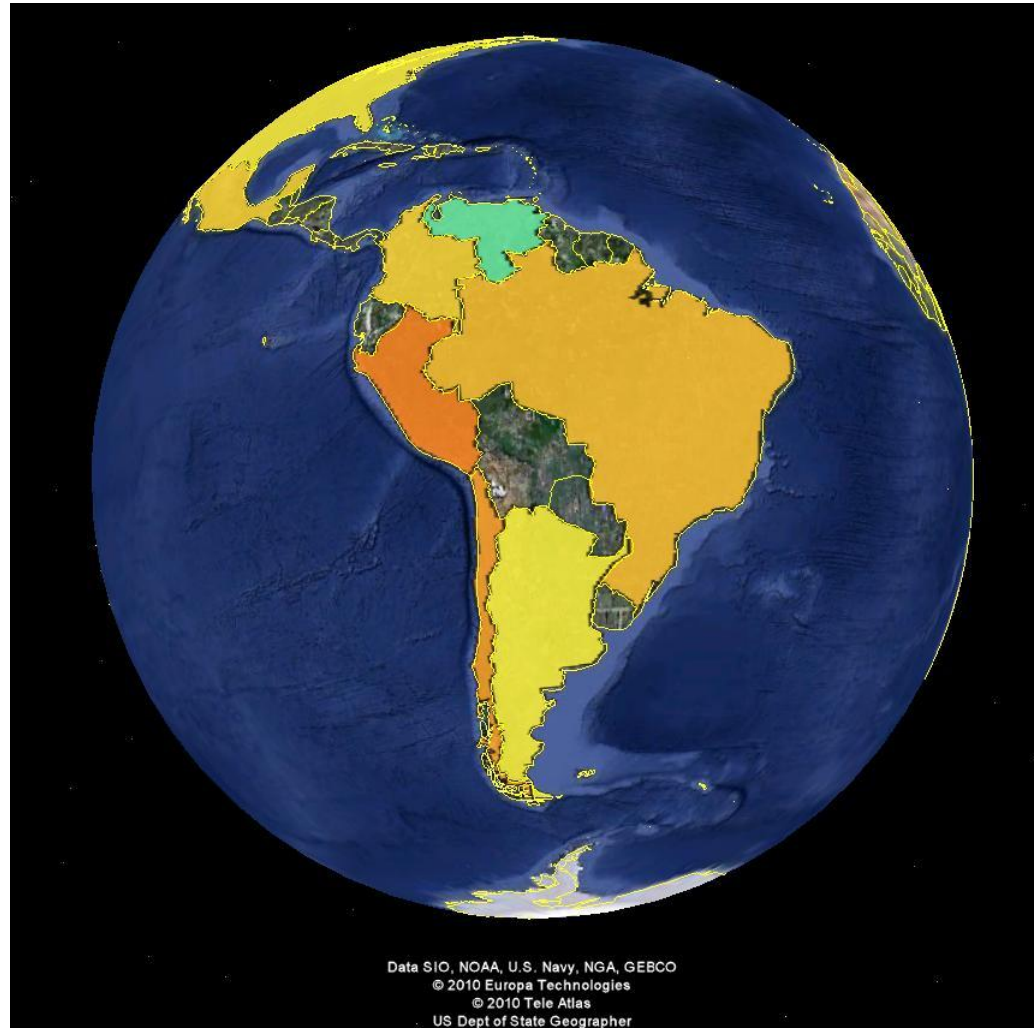 Data SIO, NOAA, U.S. Navy, NGA, GEBCO
© 2010 Europa Technologies
© 2010 Tele Atlas
US Dept of State Geographer